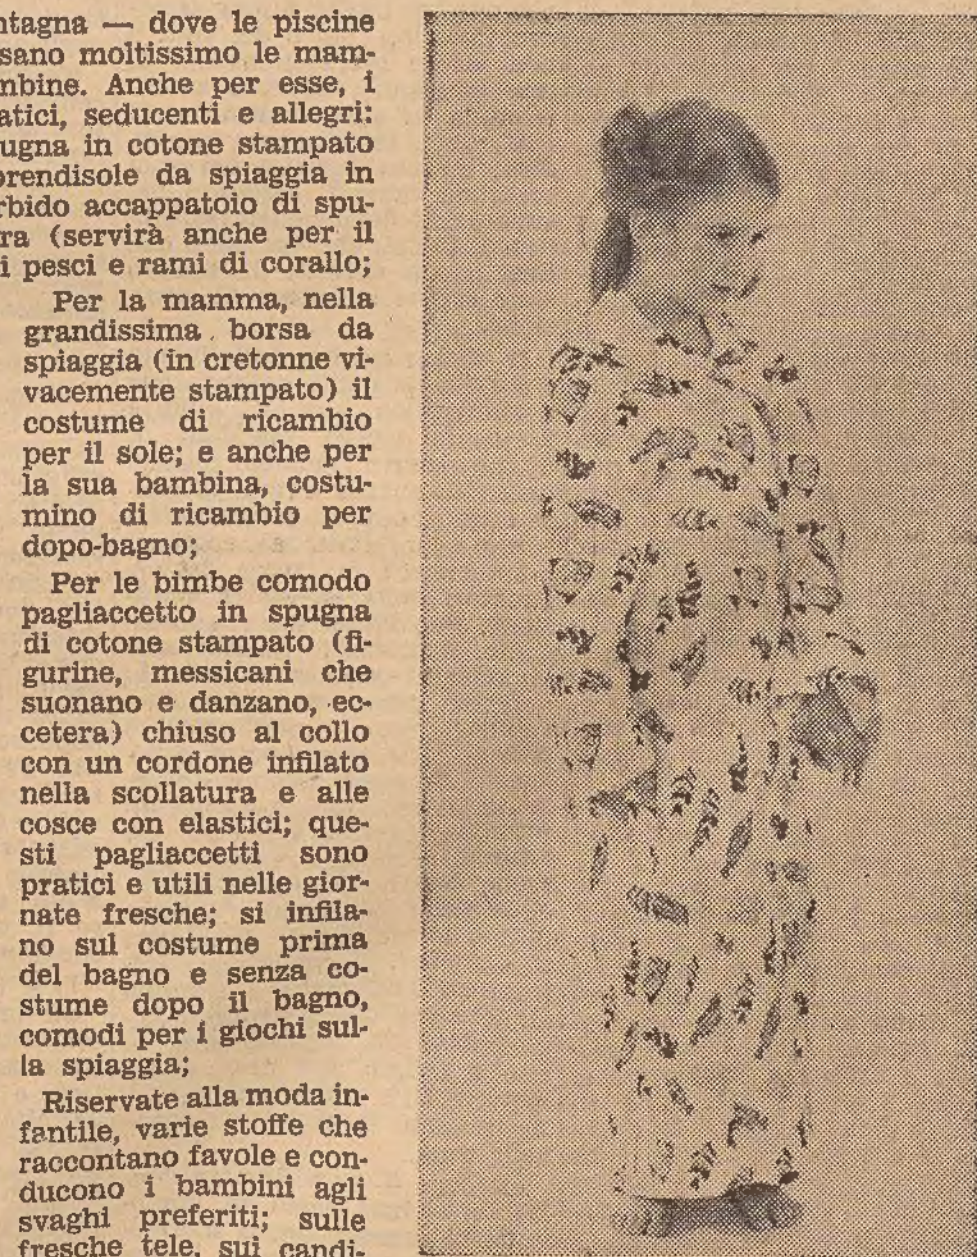 ntagna — dove le piscine
sano moltissimo le mam-
mbine. Anche per esse, i
atici, seducenti e allegri:
ugna in cotone stampato
prendisole da spiaggia in
rbido accappatoio di spu-
ra (servirà anche per il
i pesci e rami di corallo;
Per la mamma, nella
grandissima borsa da
spiaggia (in cretonne vi-
vacemente stampato) il
costume di ricambio
per il sole; e anche per
la sua bambina, costu-
mino di ricambio per
dopo-bagno;
Per le bimbe comodo
pagliaccetto in spugna
di cotone stampato (fi-
gurine, messicani che
suonano e danzano, ec-
cetera) chiuso al collo
con un cordone infilato
nella scollatura e alle
cosce con elastici; que-
sti pagliaccetti sono
pratici e utili nelle gior-
nate fresche; si infila-
no sul costume prima
del bagno e senza co-
stume dopo il bagno,
comodi per i giochi sul-
la spiaggia;
Riservate alla moda in-
fantile, varie stoffe che
raccontano favole e con-
ducono i bambini agli
svaghi preferiti; sulle
fresche tele, sui candi-